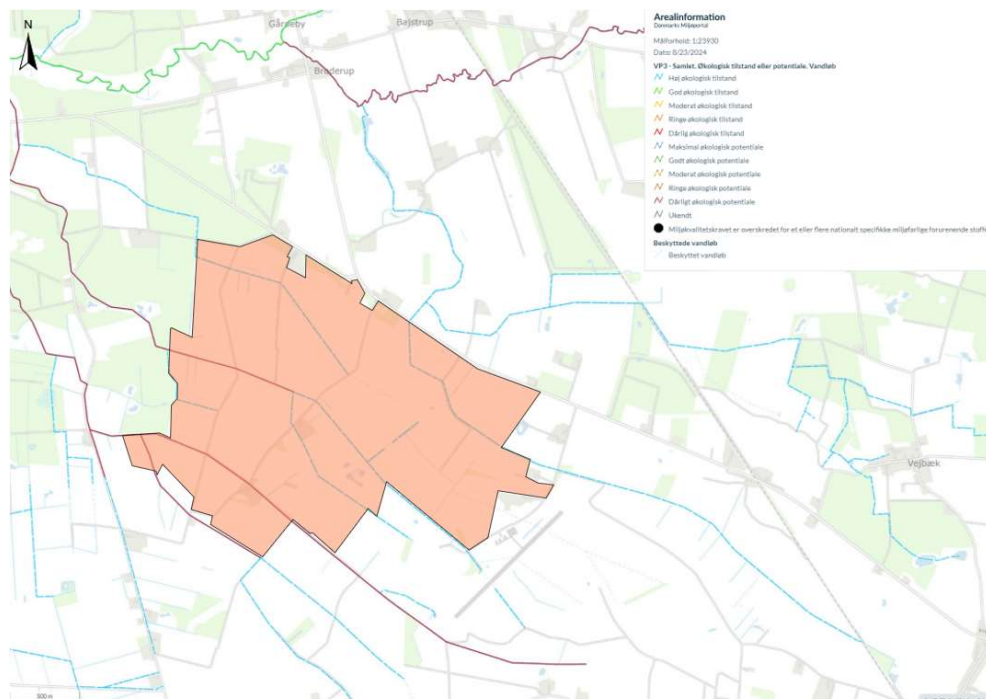 N
Gårneby
Bajstrup
Broderup
Vejbæk
500 m
Arealinformation
Danmarks Miljøportal
Målforhold: 1:23930
Dato: 8/23/2024
VP3 - Samlet. Økologisk tilstand eller potentiale. Vandløb
Høj økologisk tilstand
God økologisk tilstand
Moderat økologisk tilstand
Ringe økologisk tilstand
Dårlig økologisk tilstand
Maksimal økologisk potentiale
Godt økologisk potentiale
Moderat økologisk potentiale
Ringe økologisk potentiale
Dårligt økologisk potentiale
Ukendt
Miljøkvalitetskravet er overskredet for et eller flere nationalt specifikke miljøfarlige forurenende stoffe
Beskyttede vandløb
Beskyttet vandløb